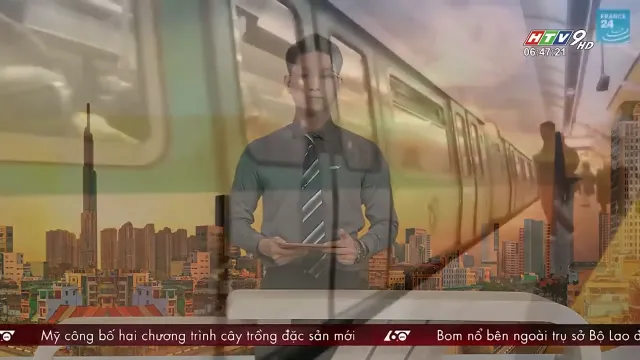 FRANCE
24
HTV9
HD
06:47:21
Mỹ công bố hai chương trình cây trồng đặc sản mới
60
Bom nổ bên ngoài trụ sở Bộ Lao